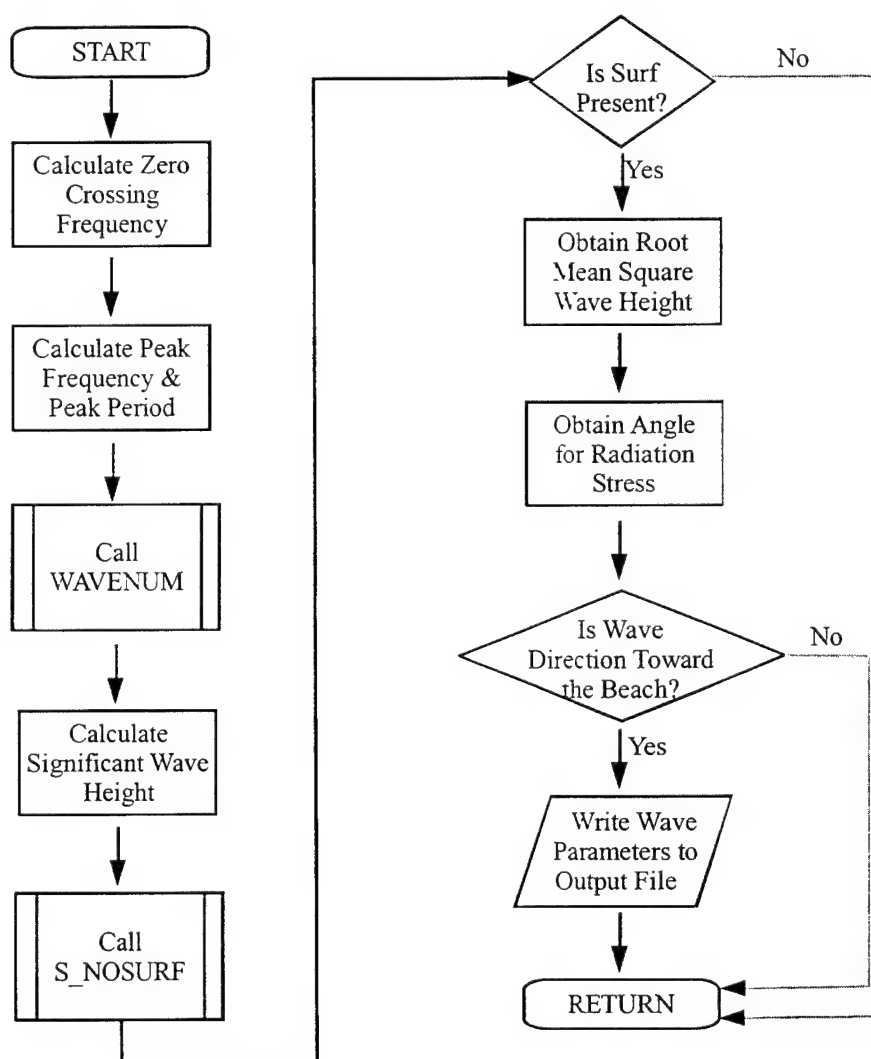 START
Calculate Zero
Crossing
Frequency
Calculate Peak
Frequency &
Peak Period
Call
WAVENUM
Calculate
Significant Wave
Height
Call
S_NOSURF
Is Surf
Present?
No
Yes
Obtain Root
Mean Square
Wave Height
Obtain Angle
for Radiation
Stress
Is Wave
Direction Toward
the Beach?
No
Yes
Write Wave
Parameters to
Output File
RETURN